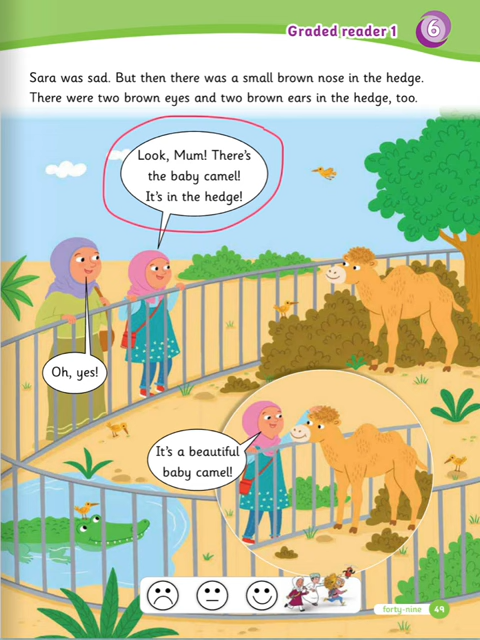 Graded reader 1
6
Sara was sad. But then there was a small brown nose in the hedge.
There were two brown eyes and two brown ears in the hedge, too.
Look, Mum! There's
the baby camel!
It's in the hedge!
Oh, yes!
It's a beautiful
baby camel!
forty-nine
49